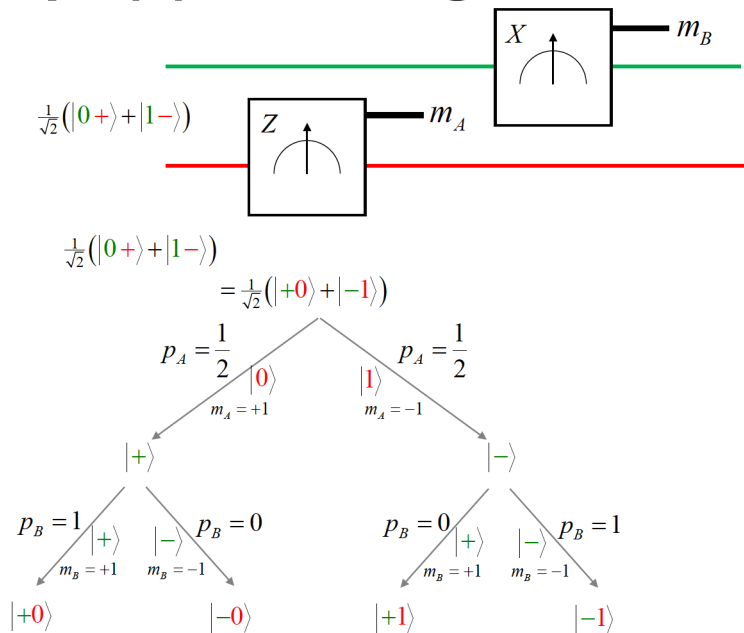 X
m_B
1/√2(|0+⟩+|1−⟩)
Z
m_A
1/√2(|0+⟩+|1−⟩)
=1/√2(|+0⟩+|−1⟩)
p_A = 1/2
p_A = 1/2
|0⟩
|1⟩
m_A = +1
m_A = −1
|+⟩
|−⟩
p_B = 1
|+⟩
|−⟩
p_B = 0
p_B = 0
|+⟩
|−⟩
p_B = 1
m_B = +1
m_B = −1
m_B = +1
m_B = −1
|+0⟩
|−0⟩
|+1⟩
|−1⟩